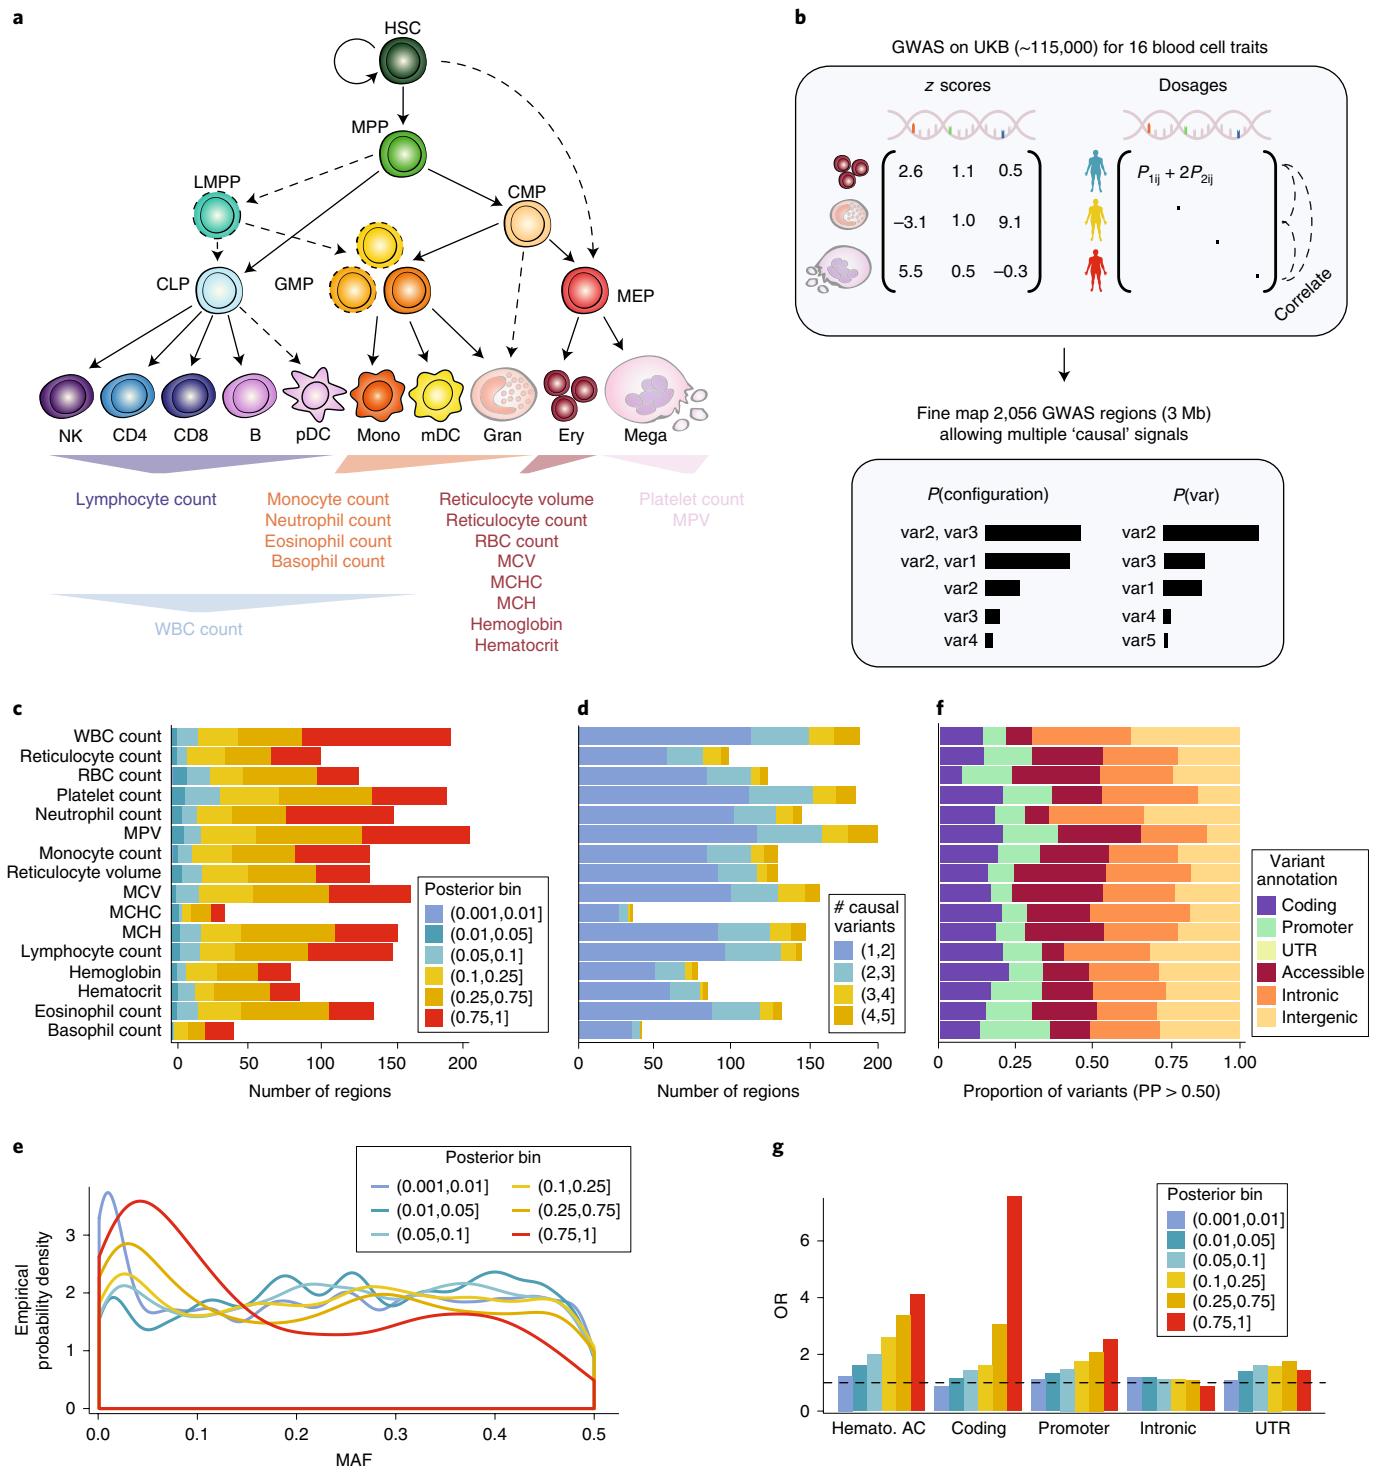 a
HSC
MPP
LMPP
CMP
CLP
GMP
MEP
NK
CD4
CD8
B
pDC
Mono
mDC
Gran
Ery
Mega
Lymphocyte count
Monocyte count
Neutrophil count
Eosinophil count
Basophil count
Reticulocyte volume
Reticulocyte count
RBC count
MCV
MCHC
MCH
Hemoglobin
Hematocrit
Platelet count
MPV
WBC count
b
GWAS on UKB (~115,000) for 16 blood cell traits
z scores
Dosages
2.6 1.1 0.5
–3.1 1.0 9.1
5.5 0.5 –0.3
P1ij + 2P2ij
Correlate
Fine map 2,056 GWAS regions (3 Mb)
allowing multiple ‘causal’ signals
P(configuration)
var2, var3
var2, var1
var2
var3
var4
P(var)
var2
var3
var1
var4
var5
c
WBC count
Reticulocyte count
RBC count
Platelet count
Neutrophil count
MPV
Monocyte count
Reticulocyte volume
MCV
MCHC
MCH
Lymphocyte count
Hemoglobin
Hematocrit
Eosinophil count
Basophil count
0 50 100 150 200
Number of regions
Posterior bin
(0.001,0.01]
(0.01,0.05]
(0.05,0.1]
(0.1,0.25]
(0.25,0.75]
(0.75,1]
d
0 50 100 150 200
Number of regions
# causal
variants
(1,2]
(2,3]
(3,4]
(4,5]
f
0 0.25 0.50 0.75 1.00
Proportion of variants (PP > 0.50)
Variant
annotation
Coding
Promoter
UTR
Accessible
Intronic
Intergenic
e
Posterior bin
(0.001,0.01]
(0.01,0.05]
(0.05,0.1]
(0.1,0.25]
(0.25,0.75]
(0.75,1]
Empirical
probability density
3
2
1
0
0.0 0.1 0.2 0.3 0.4 0.5
MAF
g
Posterior bin
(0.001,0.01]
(0.01,0.05]
(0.05,0.1]
(0.1,0.25]
(0.25,0.75]
(0.75,1]
OR
6
4
2
0
Hemato. AC
Coding
Promoter
Intronic
UTR